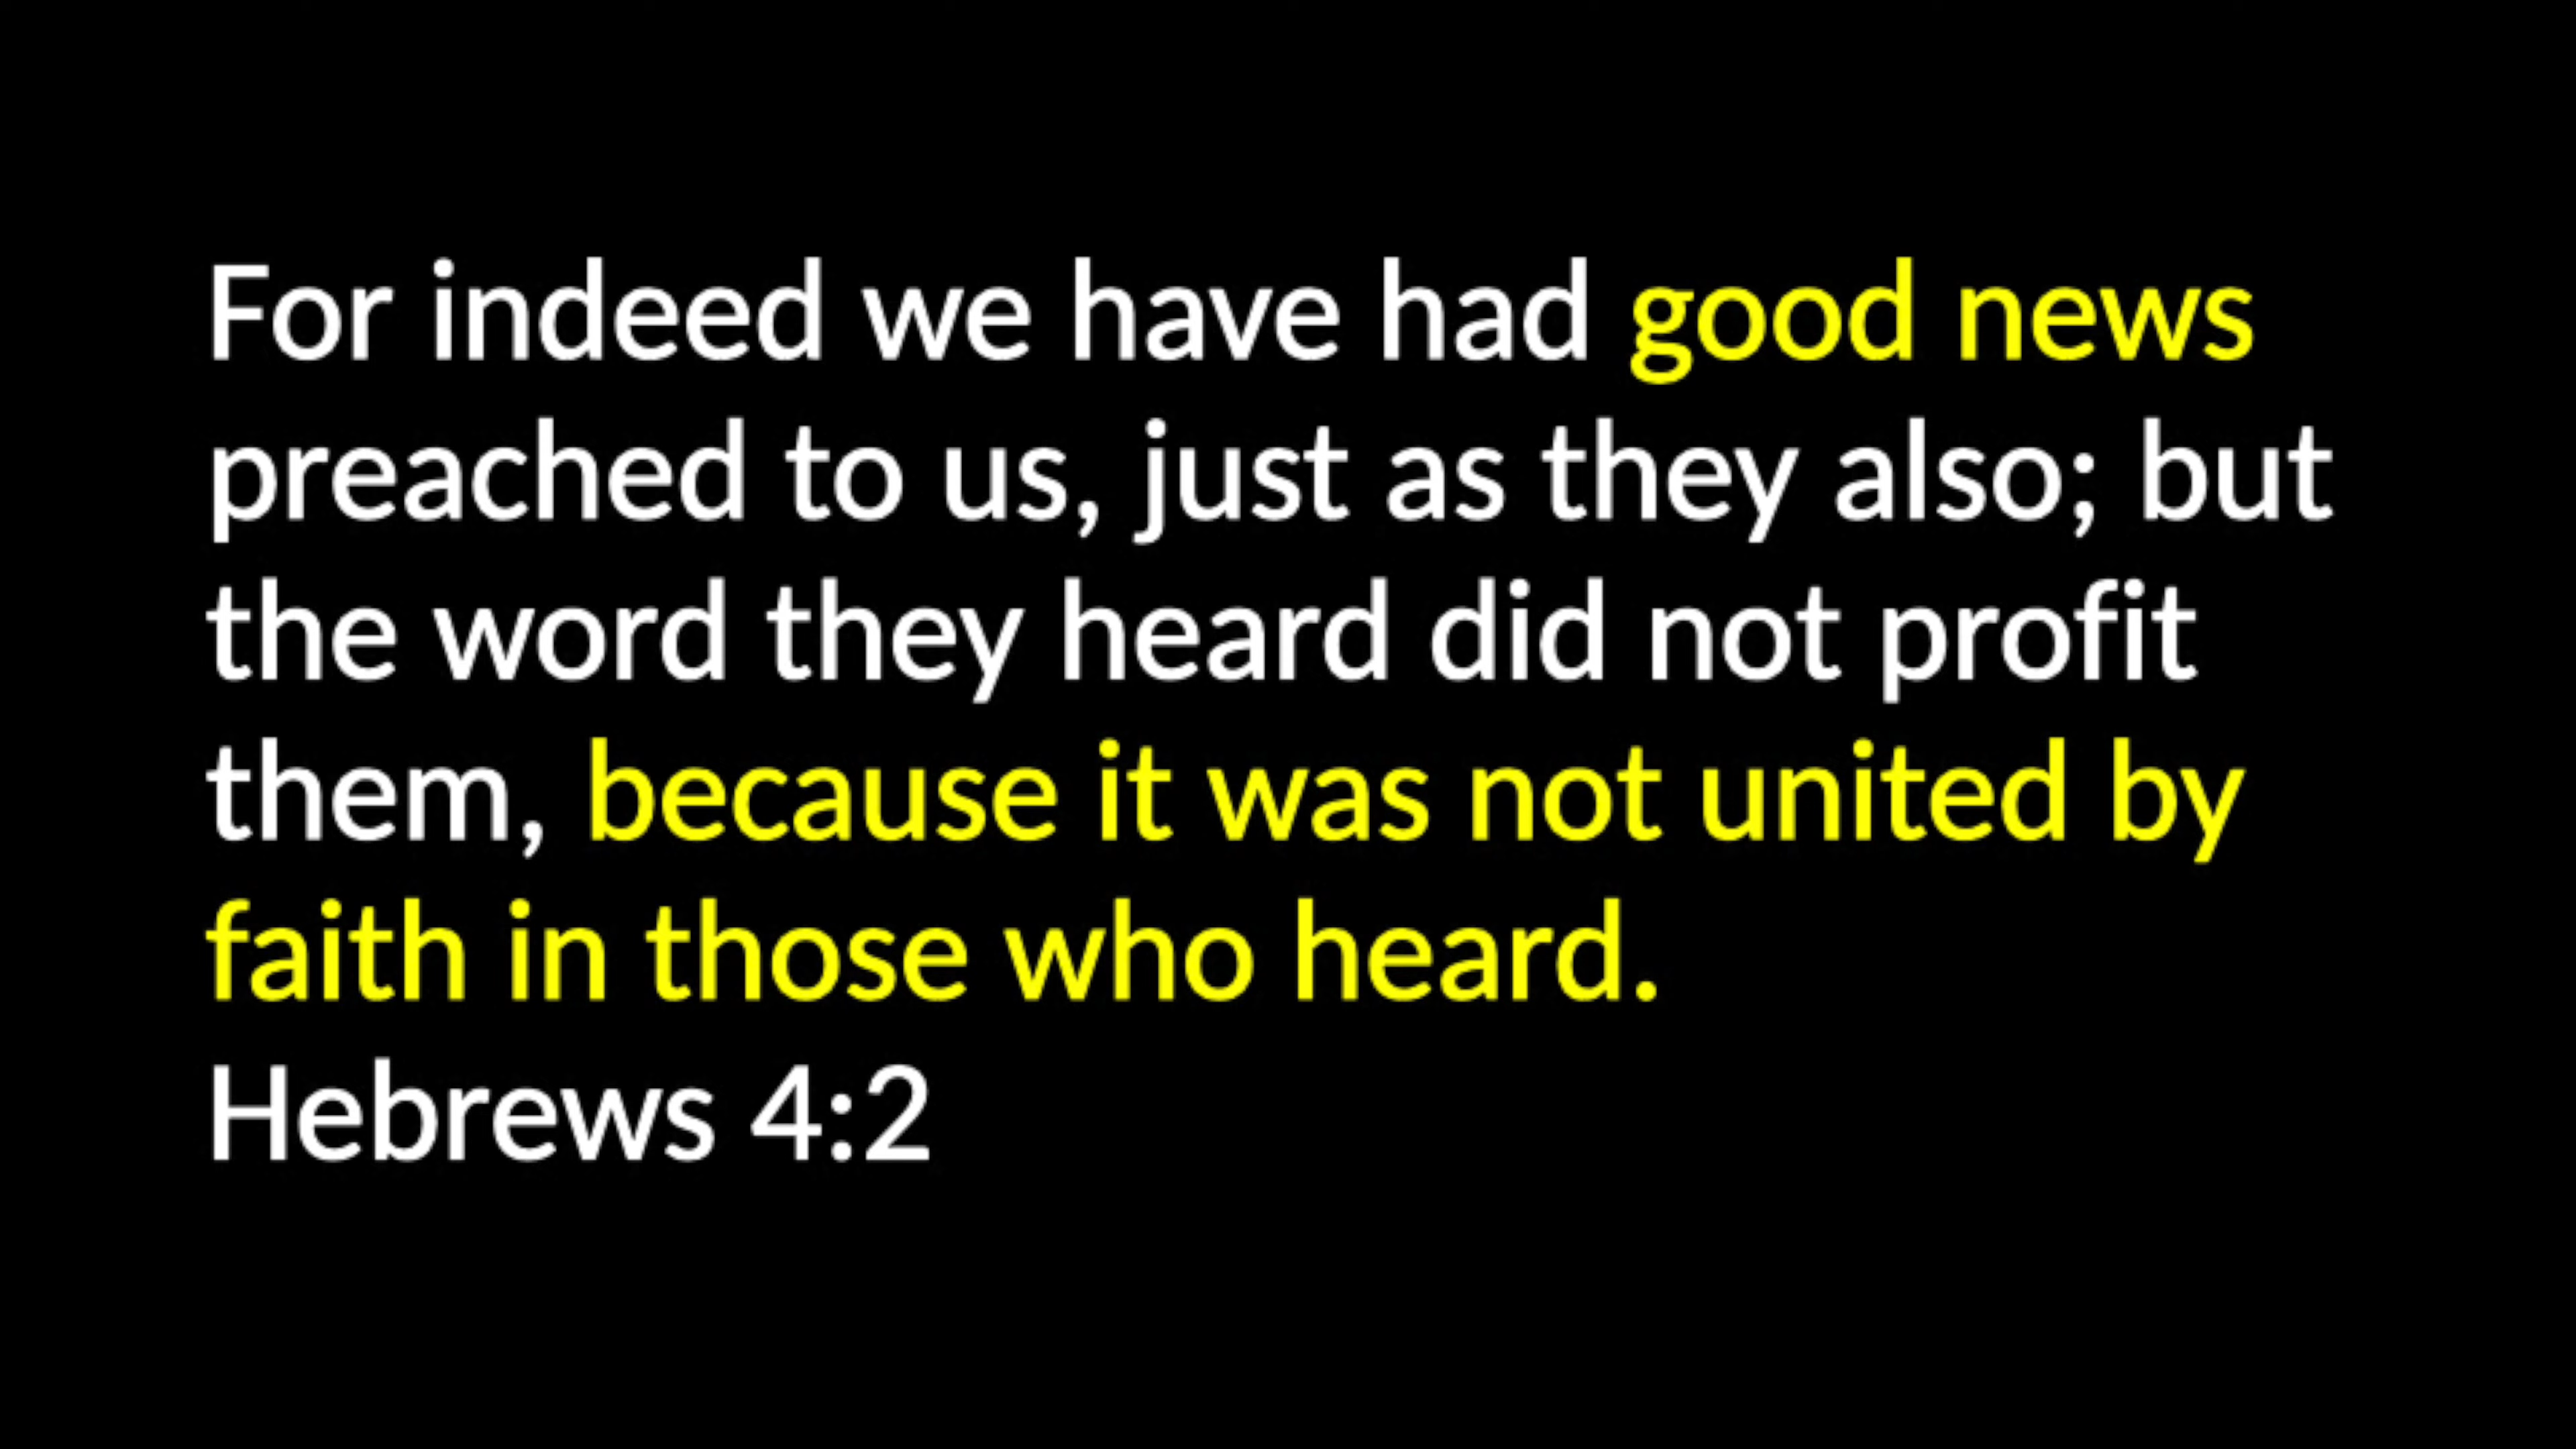 For indeed we have had good news
preached to us, just as they also; but
the word they heard did not profit
them, because it was not united by
faith in those who heard.
Hebrews 4:2